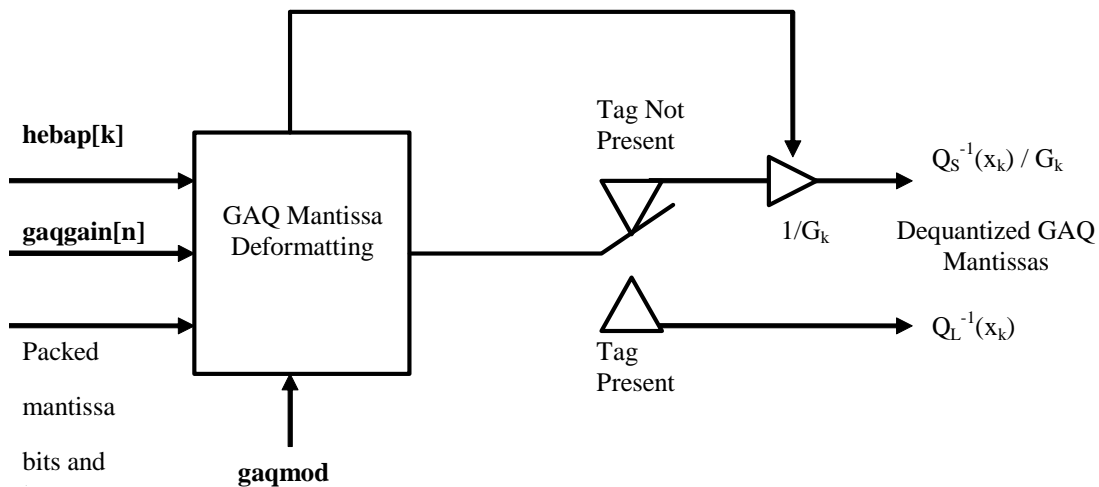 hebap[k]
gaqgain[n]
Packed
mantissa
bits and
GAQ Mantissa
Deformatting
gaqmod
Tag Not
Present
Tag
Present
1/Gk
QS-1(xk) / Gk
Dequantized GAQ
Mantissas
QL-1(xk)